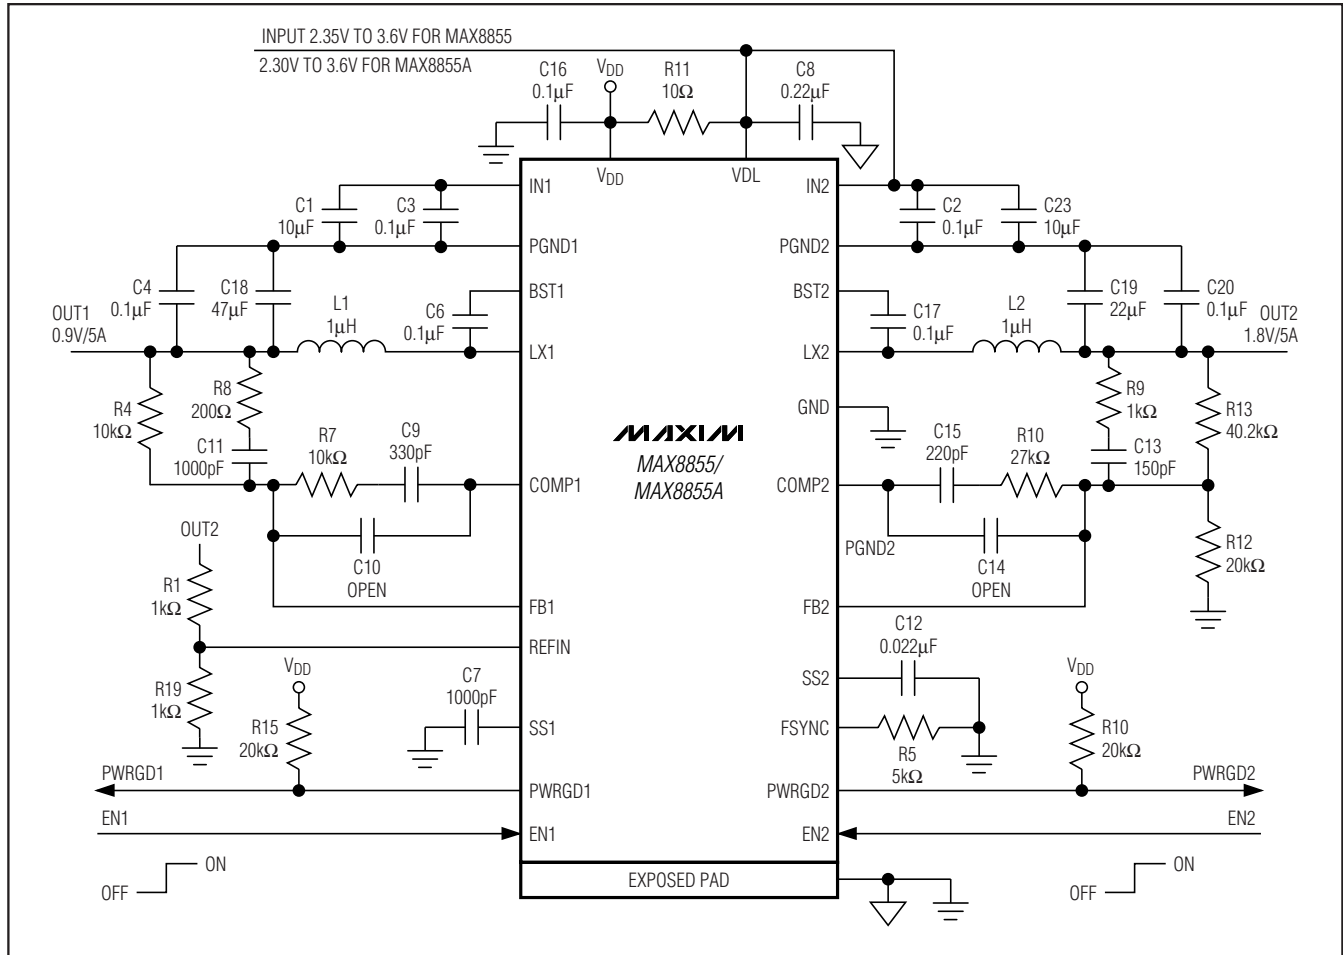 INPUT 2.35V TO 3.6V FOR MAX8855
2.30V TO 3.6V FOR MAX8855A
C16
0.1µF
VDD
R11
10Ω
C8
0.22µF
VDD
VDL
IN1
IN2
C1
10µF
C3
0.1µF
C2
0.1µF
C23
10µF
PGND1
PGND2
C4
0.1µF
C18
47µF
L1
1µH
C6
0.1µF
BST1
BST2
C17
0.1µF
L2
1µH
C19
22µF
C20
0.1µF
OUT1
0.9V/5A
OUT2
1.8V/5A
LX1
LX2
R4
10kΩ
R8
200Ω
C11
1000pF
R7
10kΩ
C9
330pF
MAXIM
MAX8855/
MAX8855A
GND
C15
220pF
R10
27kΩ
R9
1kΩ
C13
150pF
R13
40.2kΩ
COMP1
COMP2
OUT2
C10
OPEN
PGND2
C14
OPEN
R12
20kΩ
R1
1kΩ
FB1
FB2
REFIN
C12
0.022µF
R19
1kΩ
VDD
R15
20kΩ
C7
1000pF
SS1
SS2
FSYNC
R5
5kΩ
VDD
R10
20kΩ
PWRGD1
PWRGD1
PWRGD2
PWRGD2
EN1
EN1
EN2
EN2
OFF
ON
EXPOSED PAD
OFF
ON